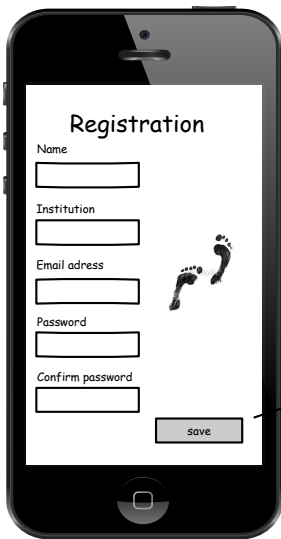 Registration
Name
Institution
Email adress
Password
Confirm password
save